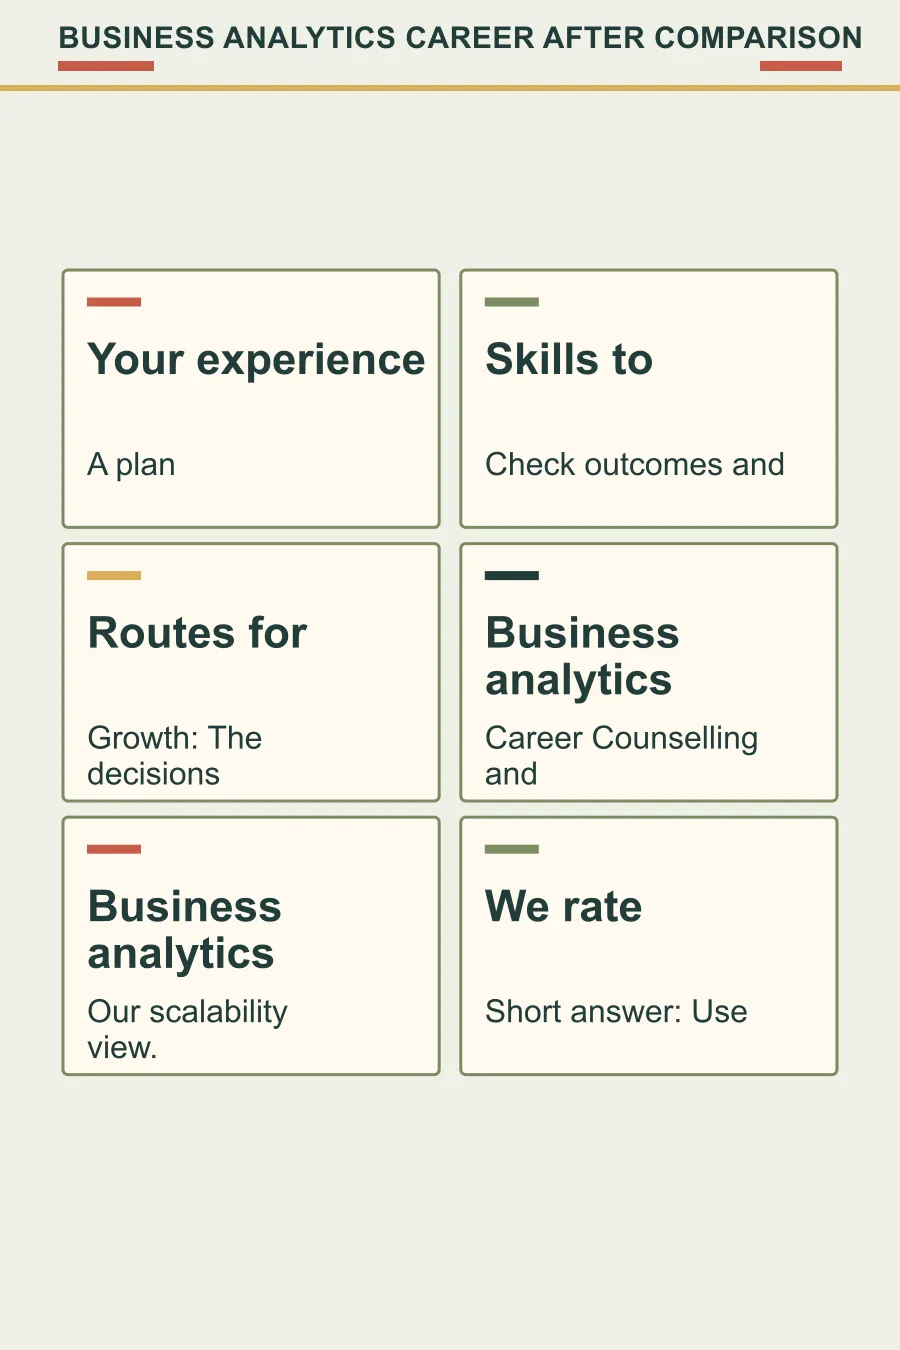 BUSINESS ANALYTICS CAREER AFTER COMPARISON
Your experience
A plan
Skills to
Check outcomes and
Routes for
Growth: The
decisions
Business
analytics
Career Counselling
and
Business
analytics
Our scalability
view.
We rate
Short answer: Use